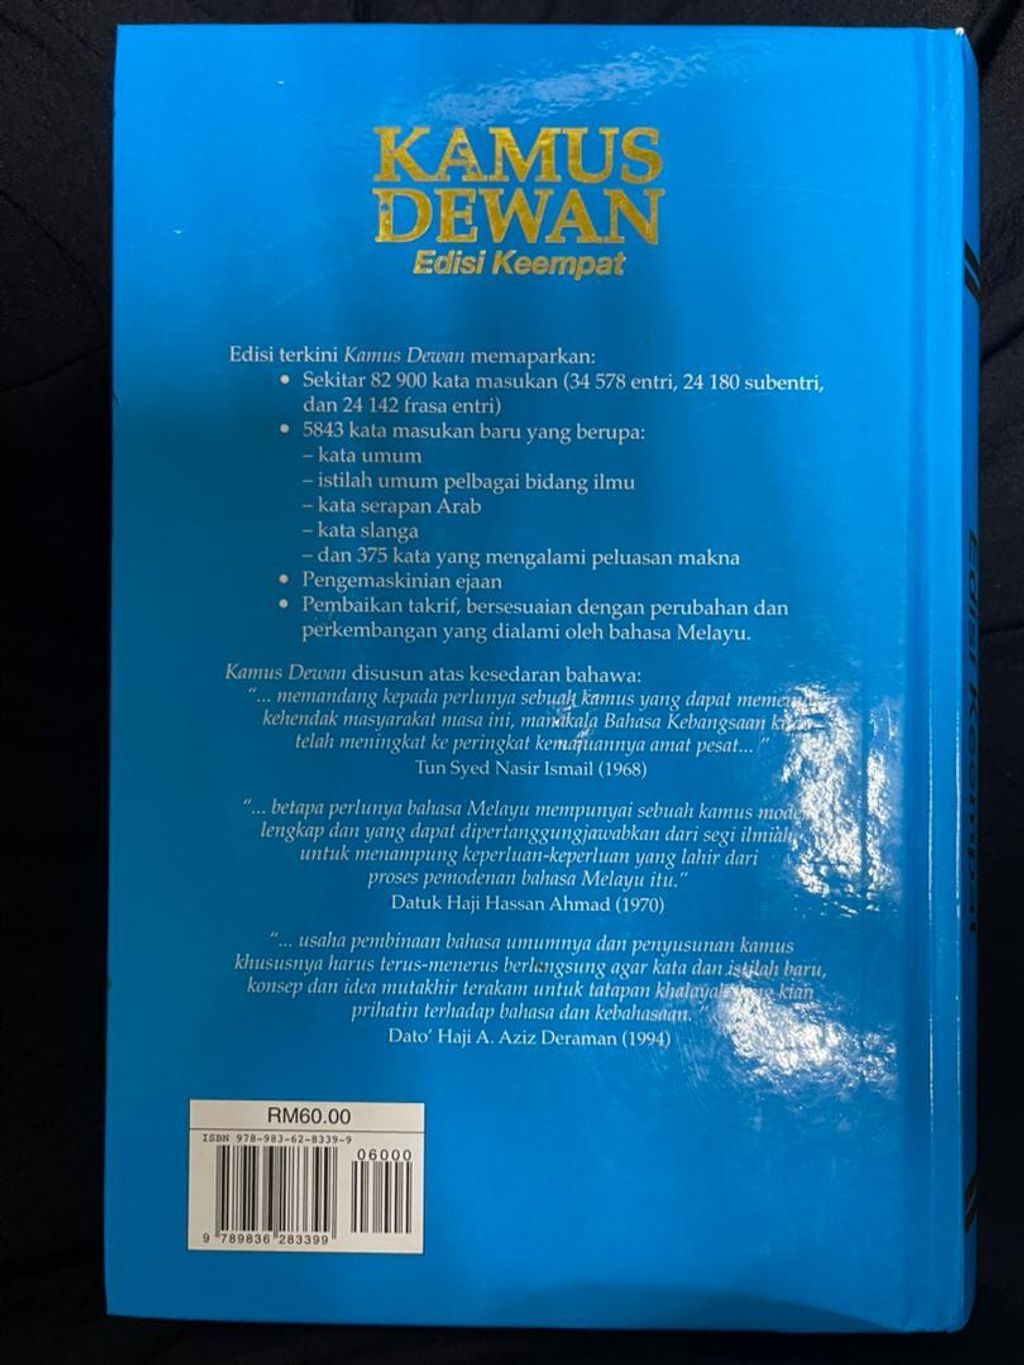 KAMUS
DEWAN
Edisi Keempat
Edisi terkini Kamus Dewan memaparkan:
• Sekitar 82 900 kata masukan (34 578 entri, 24 180 subentri,
dan 24 142 frasa entri)
• 5843 kata masukan baru yang berupa:
– kata umum
– istilah umum pelbagai bidang ilmu
– kata serapan Arab
– kata slanga
– dan 375 kata yang mengalami peluasan makna
• Pengemaskinian ejaan
• Pembaikan takrif, bersesuaian dengan perubahan dan
perkembangan yang dialami oleh bahasa Melayu.
Kamus Dewan disusun atas kesedaran bahawa:
"... memandang kepada perlunya sebuah kamus yang dapat
kehendak masyarakat masa ini, manakala Bahasa Kebangsaan
telah meningkat ke peringkat kemajuannya amat pesat..."
Tun Syed Nasir Ismail (1968)
"... betapa perlunya bahasa Melayu mempunyai sebuah kamus
lengkap dan yang dapat dipertanggungjawabkan dari segi ilmiah
untuk menampung keperluan-keperluan yang lahir dari
proses pemodenan bahasa Melayu itu."
Datuk Haji Hassan Ahmad (1970)
"... usaha pembinaan bahasa umumnya dan penyusunan kamus
khususnya harus terus-menerus berlangsung agar kata dan istilah baru,
konsep dan idea mutakhir terakam untuk tatapan khalayak yang kian
prihatin terhadap bahasa dan kebahasaan."
Dato' Haji A. Aziz Deraman (1994)
RM60.00
ISBN 978-983-62-8339-9
06000
9 789836 283399
Edisi Keempat